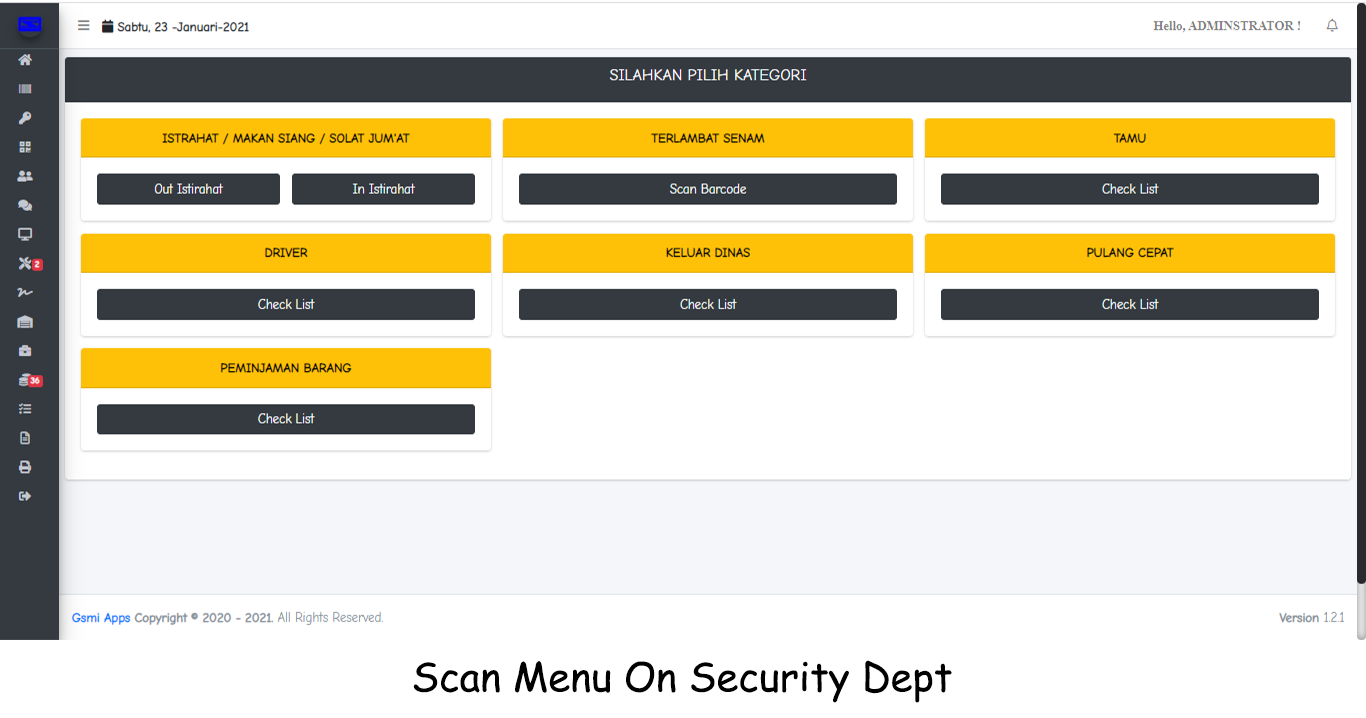 Sabtu, 23 -Januari-2021
Hello, ADMINSTRATOR !
SILAHKAN PILIH KATEGORI
ISTRAHAT / MAKAN SIANG / SOLAT JUM'AT
TERLAMBAT SENAM
TAMU
Out Istirahat
In Istirahat
Scan Barcode
Check List
DRIVER
KELUAR DINAS
PULANG CEPAT
Check List
Check List
Check List
PEMINJAMAN BARANG
Check List
2
36
Gsmi Apps Copyright © 2020 - 2021. All Rights Reserved.
Version 1.2.1
Scan Menu On Security Dept